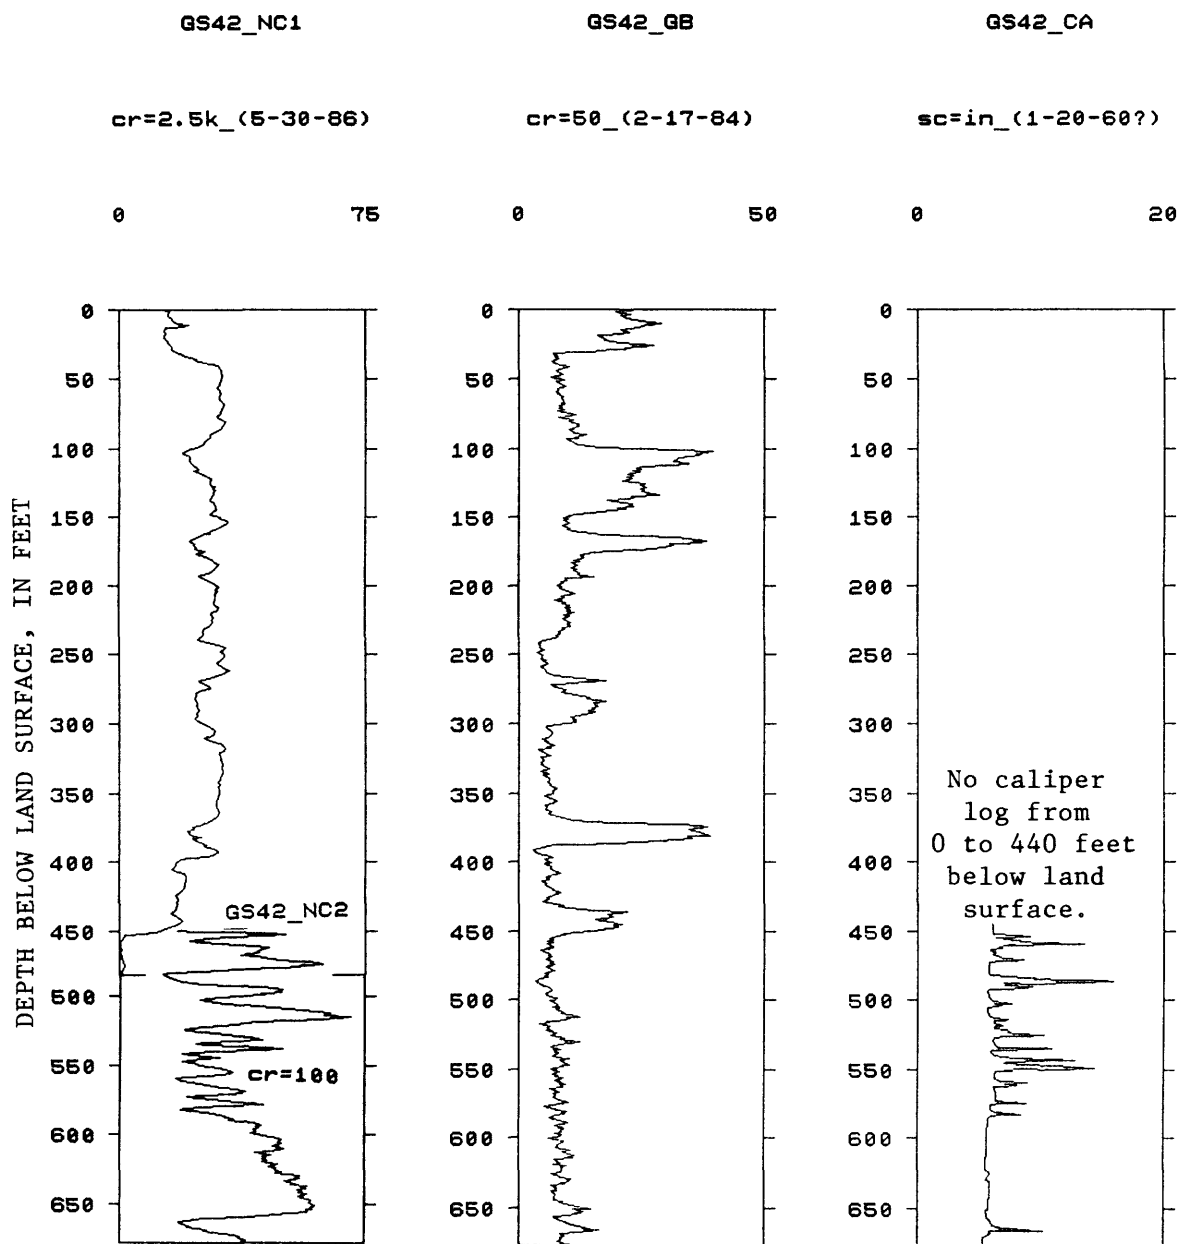 GS42_NC1 GS42_GB GS42_CA
cr=2.5k_(5-30-86) cr=50_(2-17-84) sc=in_(1-20-60?)
0 75 0 50 0 20
DEPTH BELOW LAND SURFACE, IN FEET
0 0 0
50 50 50
100 100 100
150 150 150
200 200 200
250 250 250
300 300 300
350 350 350
400 400 400
450 450 450
500 500 500
550 550 550
600 600 600
650 650 650
GS42_NC2
cr=100
No caliper
log from
0 to 440 feet
below land
surface.